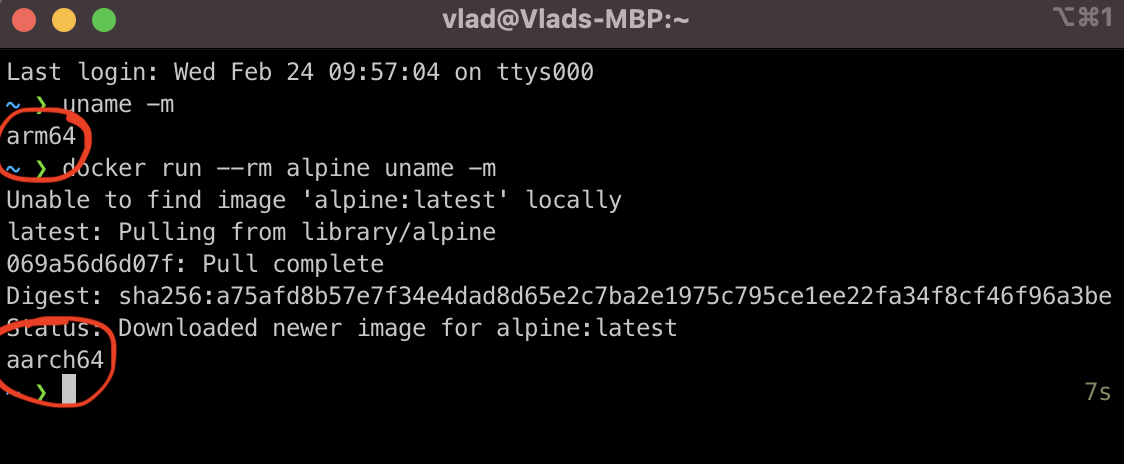 vlad@Vlads-MBP:~ ⌥⌘1
Last login: Wed Feb 24 09:57:04 on ttys000
~ ❯ uname -m
arm64
~ ❯ docker run --rm alpine uname -m
Unable to find image 'alpine:latest' locally
latest: Pulling from library/alpine
069a56d6d07f: Pull complete
Digest: sha256:a75afd8b57e7f34e4dad8d65e2c7ba2e1975c795ce1ee22fa34f8cf46f96a3be
Status: Downloaded newer image for alpine:latest
aarch64
~ ❯ 7s